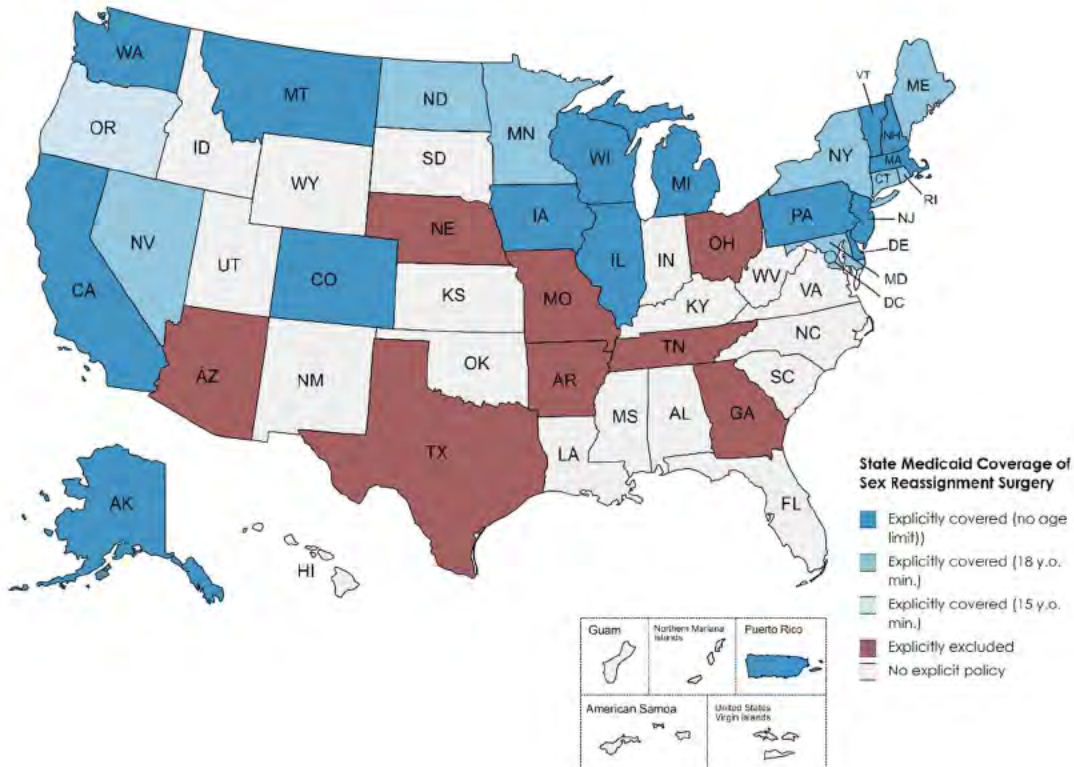 WA
MT
ND
MN
OR
ID
WY
SD
WI
MI
NY
VT
NH
ME
MA
CT
RI
PA
NJ
DE
MD
DC
NV
UT
CO
NE
IA
IL
IN
OH
WV
VA
CA
KS
MO
KY
NC
AZ
NM
OK
AR
TN
SC
TX
LA
MS
AL
GA
FL
AK
HI
State Medicaid Coverage of
Sex Reassignment Surgery
Explicitly covered (no age
limit))
Explicitly covered (18 y.o.
min.)
Explicitly covered (15 y.o.
min.)
Explicitly excluded
No explicit policy
Guam
Northern Mariana
Islands
Puerto Rico
American Samoa
United States
Virgin Islands